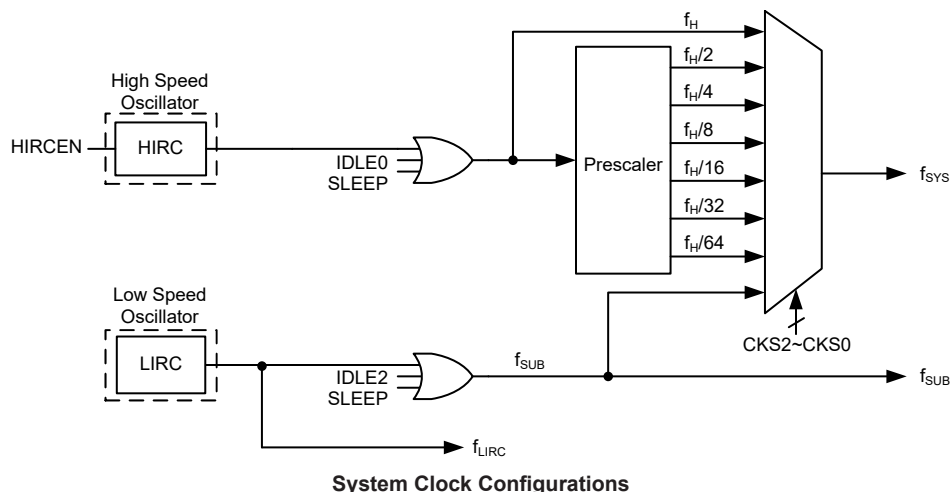 High Speed
Oscillator
HIRCEN
HIRC
IDLE0
SLEEP
Prescaler
fH
fH/2
fH/4
fH/8
fH/16
fH/32
fH/64
fSYS
CKS2~CKS0
Low Speed
Oscillator
LIRC
IDLE2
SLEEP
fSUB
fSUB
fLIRC
System Clock Configurations